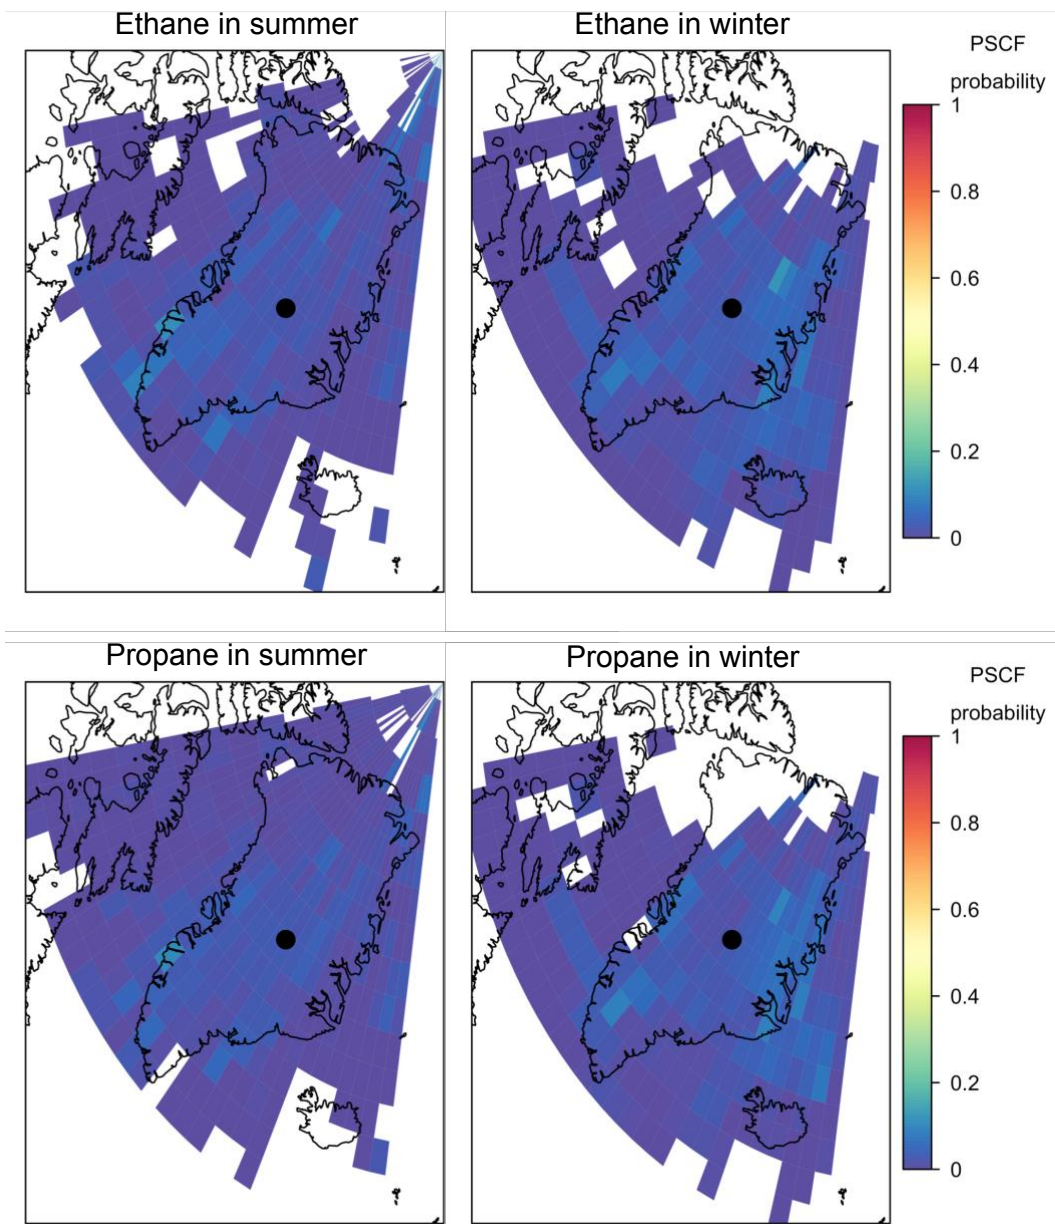 Ethane in summer
Ethane in winter
PSCF
probability
1
0.8
0.6
0.4
0.2
0
Propane in summer
Propane in winter
PSCF
probability
1
0.8
0.6
0.4
0.2
0